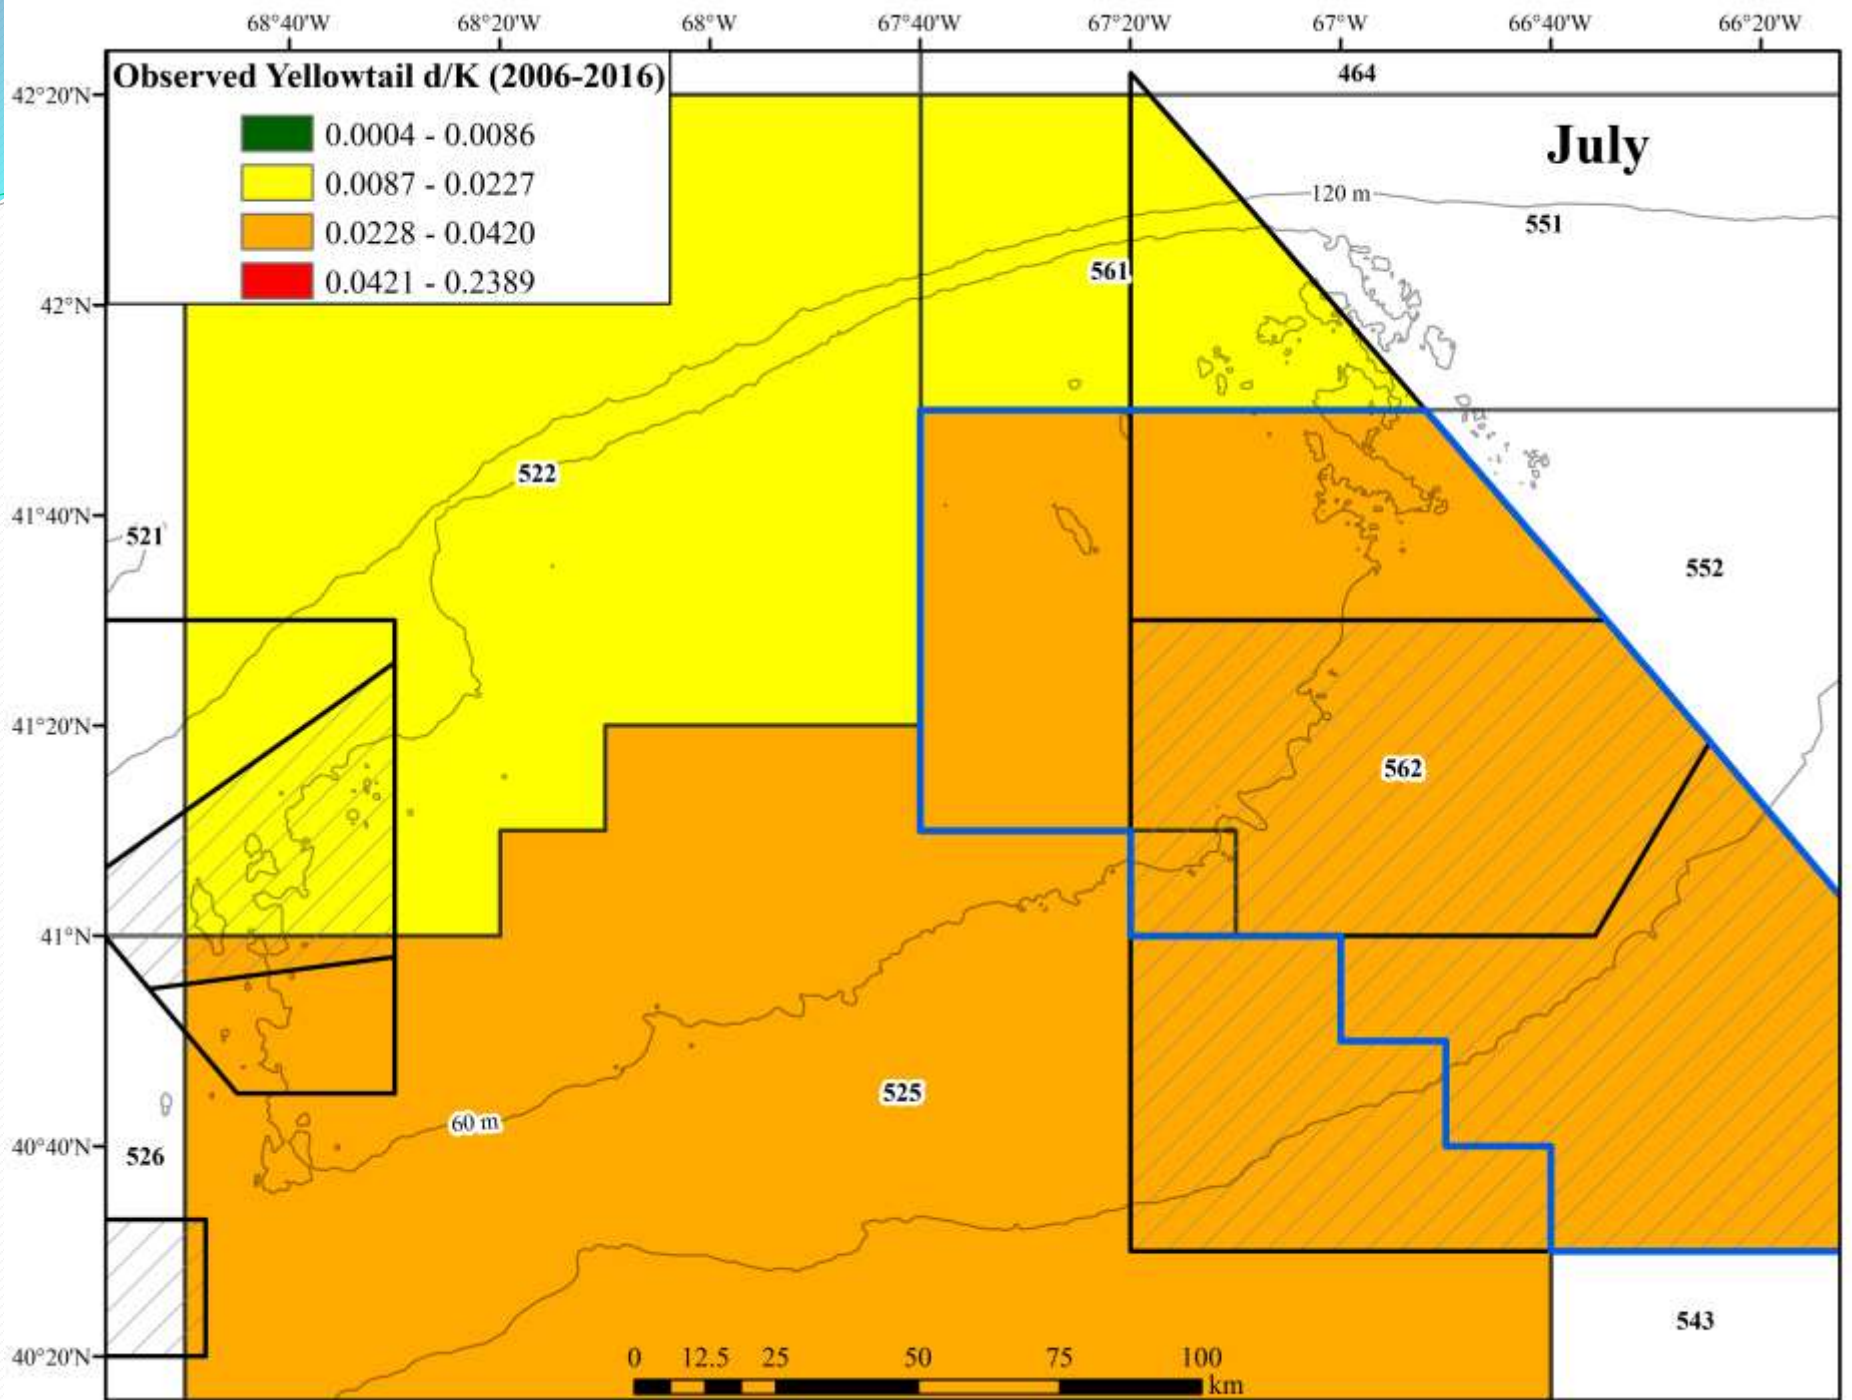 68°40'W 68°20'W 68°W 67°40'W 67°20'W 67°W 66°40'W 66°20'W
Observed Yellowtail d/K (2006-2016)
0.0004 - 0.0086
0.0087 - 0.0227
0.0228 - 0.0420
0.0421 - 0.2389
464
42°20'N
July
120 m
551
561
42°N
522
41°40'N
521
552
41°20'N
562
41°N
525
60 m
40°40'N
526
543
40°20'N
0 12.5 25 50 75 100
km